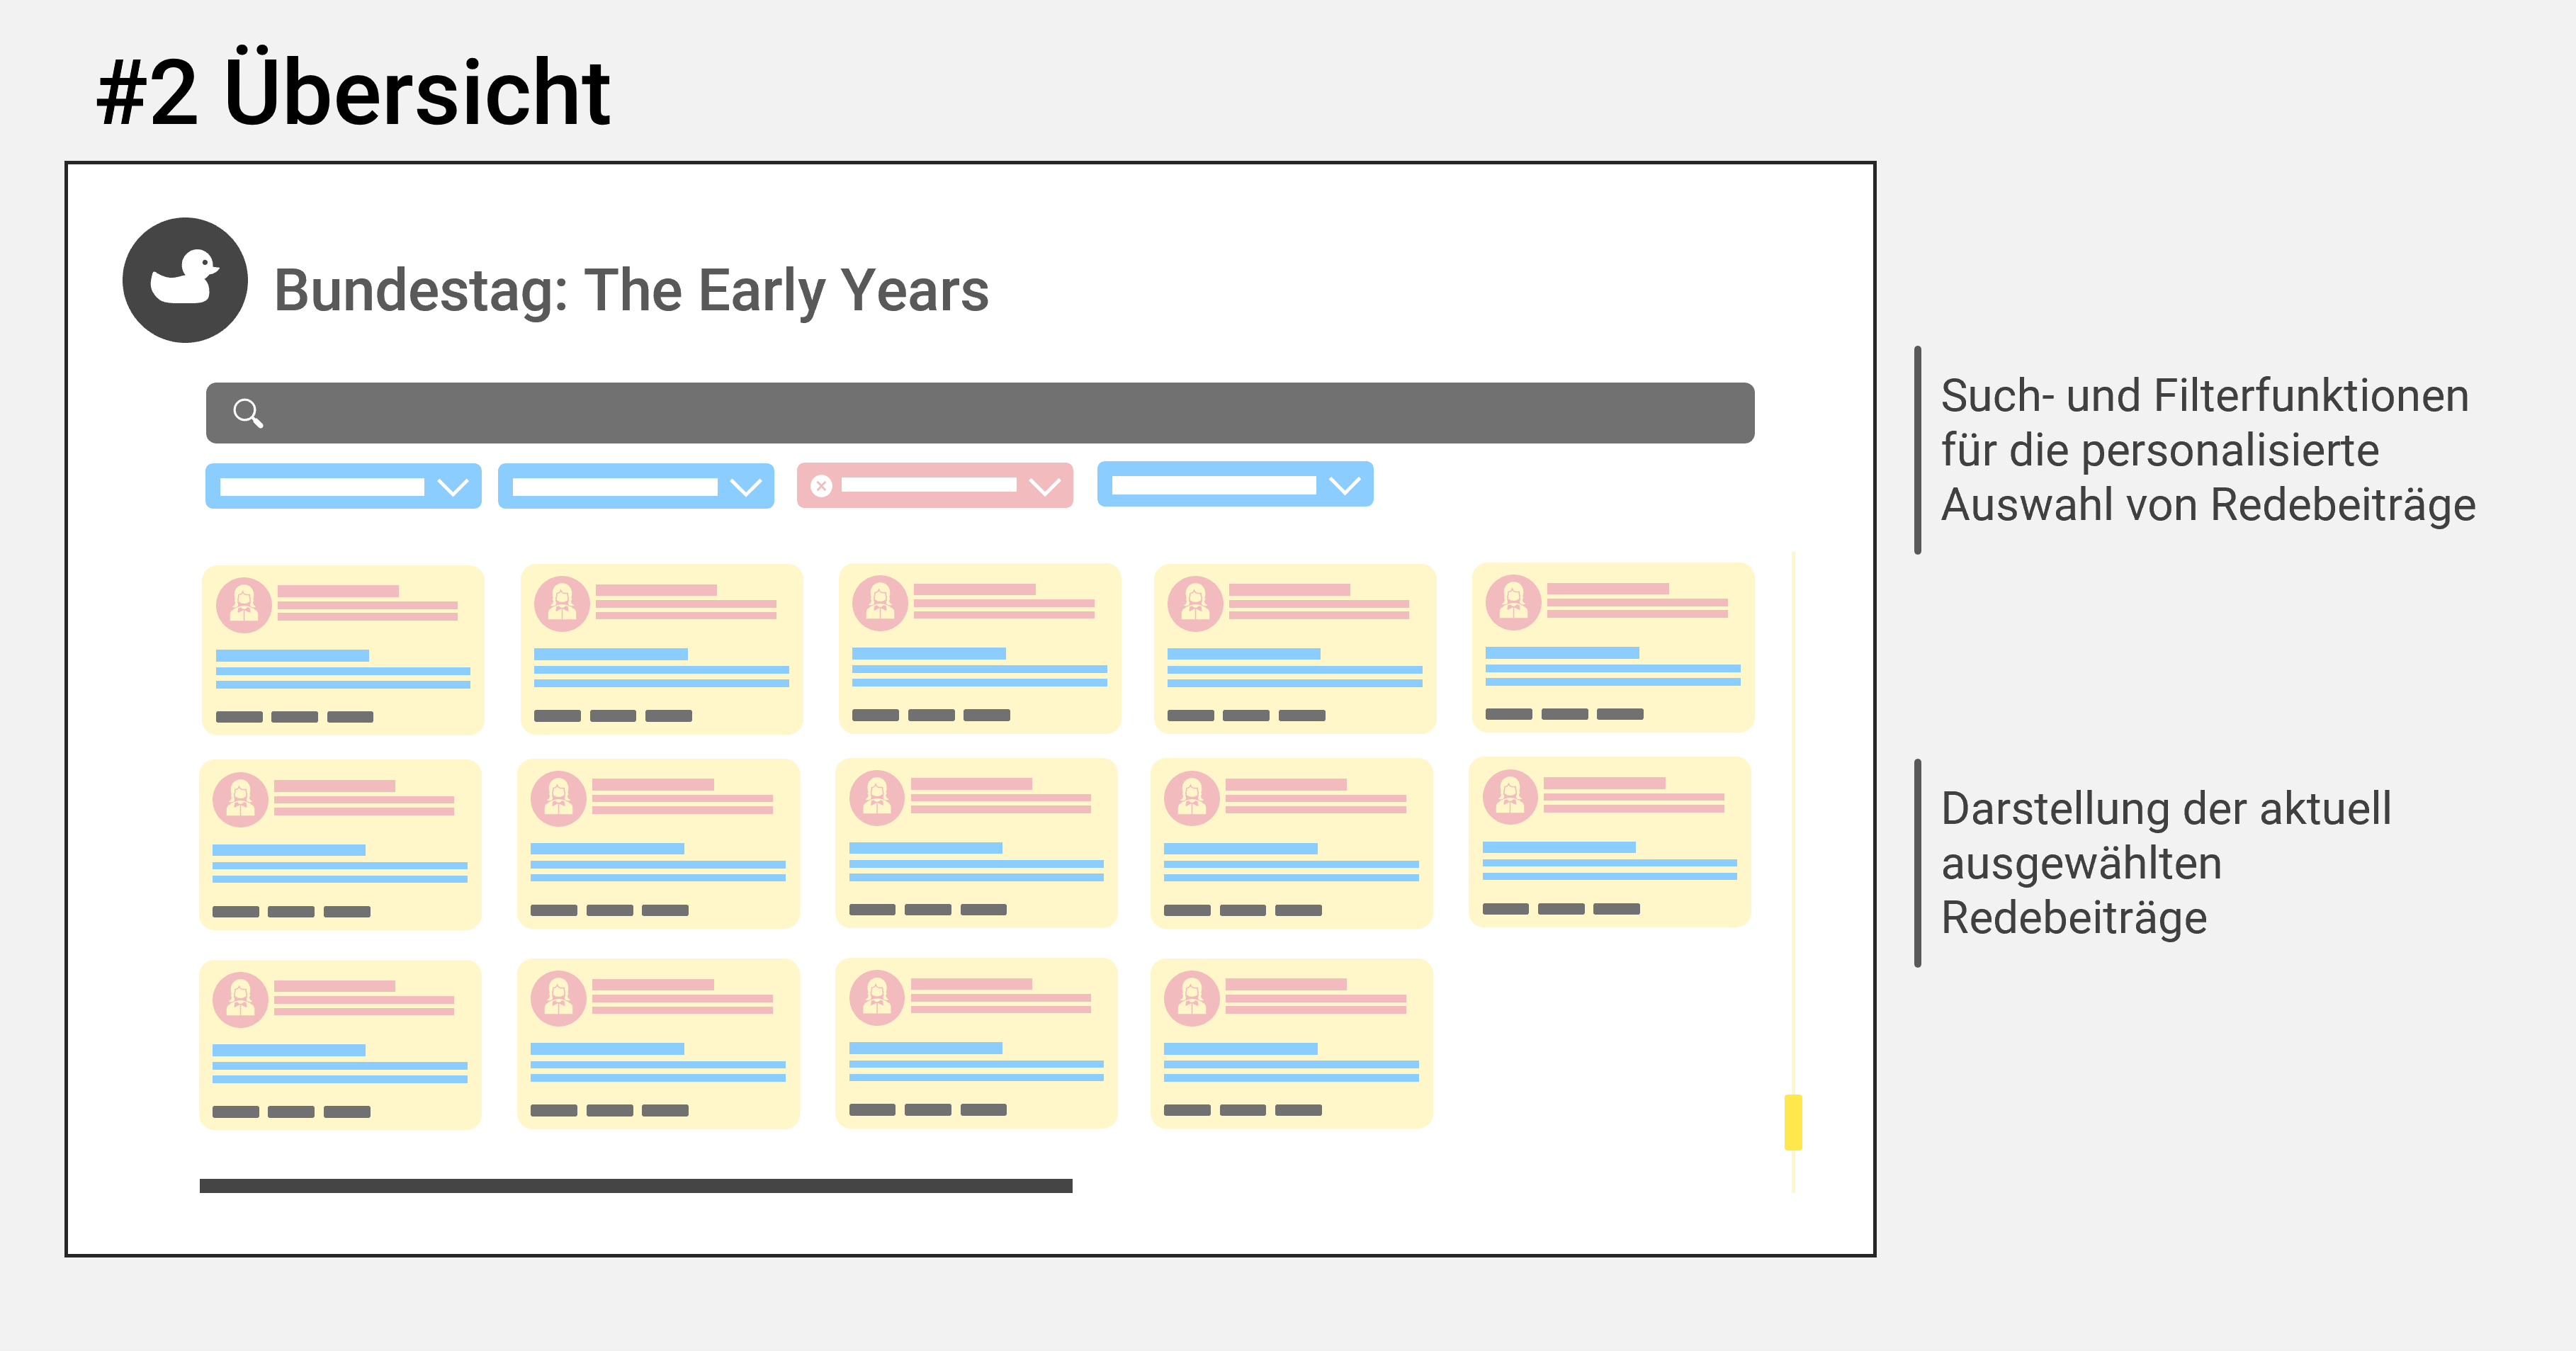 #2 Übersicht
Bundestag: The Early Years
Such- und Filterfunktionen
für die personalisierte
Auswahl von Redebeiträge
Darstellung der aktuell
ausgewählten
Redebeiträge